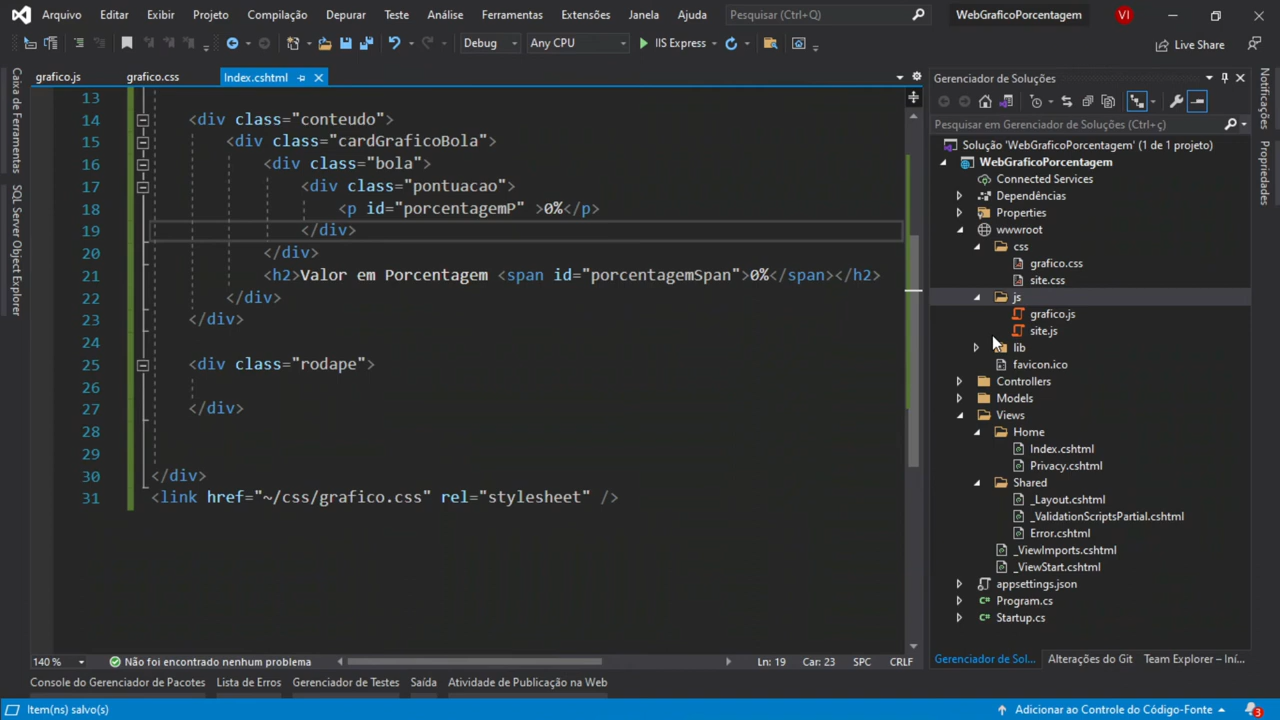 Arquivo Editar Exibir Projeto Compilação Depurar Teste Análise Ferramentas Extensões Janela Ajuda Pesquisar (Ctrl+Q) WebGraficoPorcentagem VI
Debug Any CPU IIS Express Live Share
grafico.js grafico.css Index.cshtml
Caixa de Ferramentas
SQL Server Object Explorer
13
14 <div class="conteudo">
15 <div class="cardGraficoBola">
16 <div class="bola">
17 <div class="pontuacao">
18 <p id="porcentagemP" >0%</p>
19 </div>
20 </div>
21 <h2>Valor em Porcentagem <span id="porcentagemSpan">0%</span></h2>
22 </div>
23 </div>
24
25 <div class="rodape">
26
27 </div>
28
29
30 </div>
31 <link href="~/css/grafico.css" rel="stylesheet" />
140 % Não foi encontrado nenhum problema Ln: 19 Car: 23 SPC CRLF
Gerenciador de Soluções
Pesquisar em Gerenciador de Soluções (Ctrl+ç)
Solução 'WebGraficoPorcentagem' (1 de 1 projeto)
WebGraficoPorcentagem
Connected Services
Dependências
Properties
wwwroot
css
grafico.css
site.css
js
grafico.js
site.js
lib
favicon.ico
Controllers
Models
Views
Home
Index.cshtml
Privacy.cshtml
Shared
_Layout.cshtml
_ValidationScriptsPartial.cshtml
Error.cshtml
_ViewImports.cshtml
_ViewStart.cshtml
appsettings.json
Program.cs
Startup.cs
Gerenciador de Sol... Alterações do Git Team Explorer – Iní...
Notificações
Propriedades
Console do Gerenciador de Pacotes Lista de Erros Gerenciador de Testes Saída Atividade de Publicação na Web
Item(ns) salvo(s) Adicionar ao Controle do Código-Fonte 3